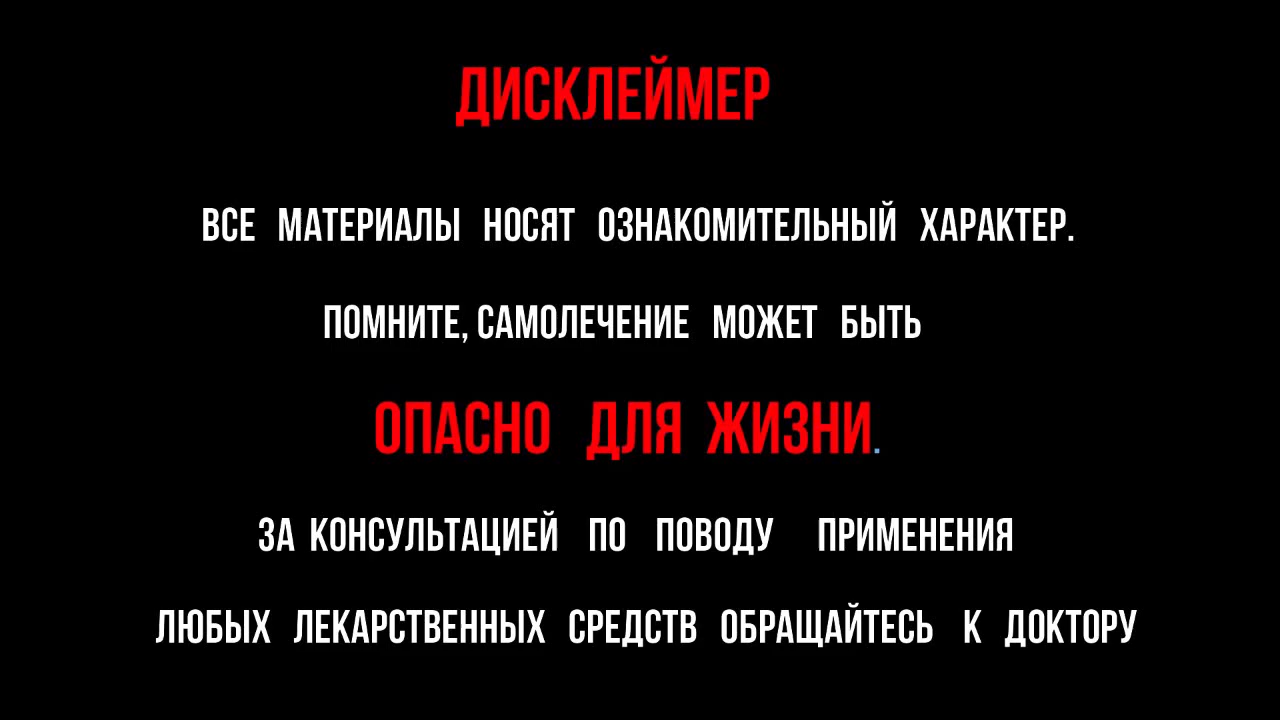 ДИСКЛЕЙМЕР
ВСЕ МАТЕРИАЛЫ НОСЯТ ОЗНАКОМИТЕЛЬНЫЙ ХАРАКТЕР.
ПОМНИТЕ, САМОЛЕЧЕНИЕ МОЖЕТ БЫТЬ
ОПАСНО ДЛЯ ЖИЗНИ.
ЗА КОНСУЛЬТАЦИЕЙ ПО ПОВОДУ ПРИМЕНЕНИЯ
ЛЮБЫХ ЛЕКАРСТВЕННЫХ СРЕДСТВ ОБРАЩАЙТЕСЬ К ДОКТОРУ